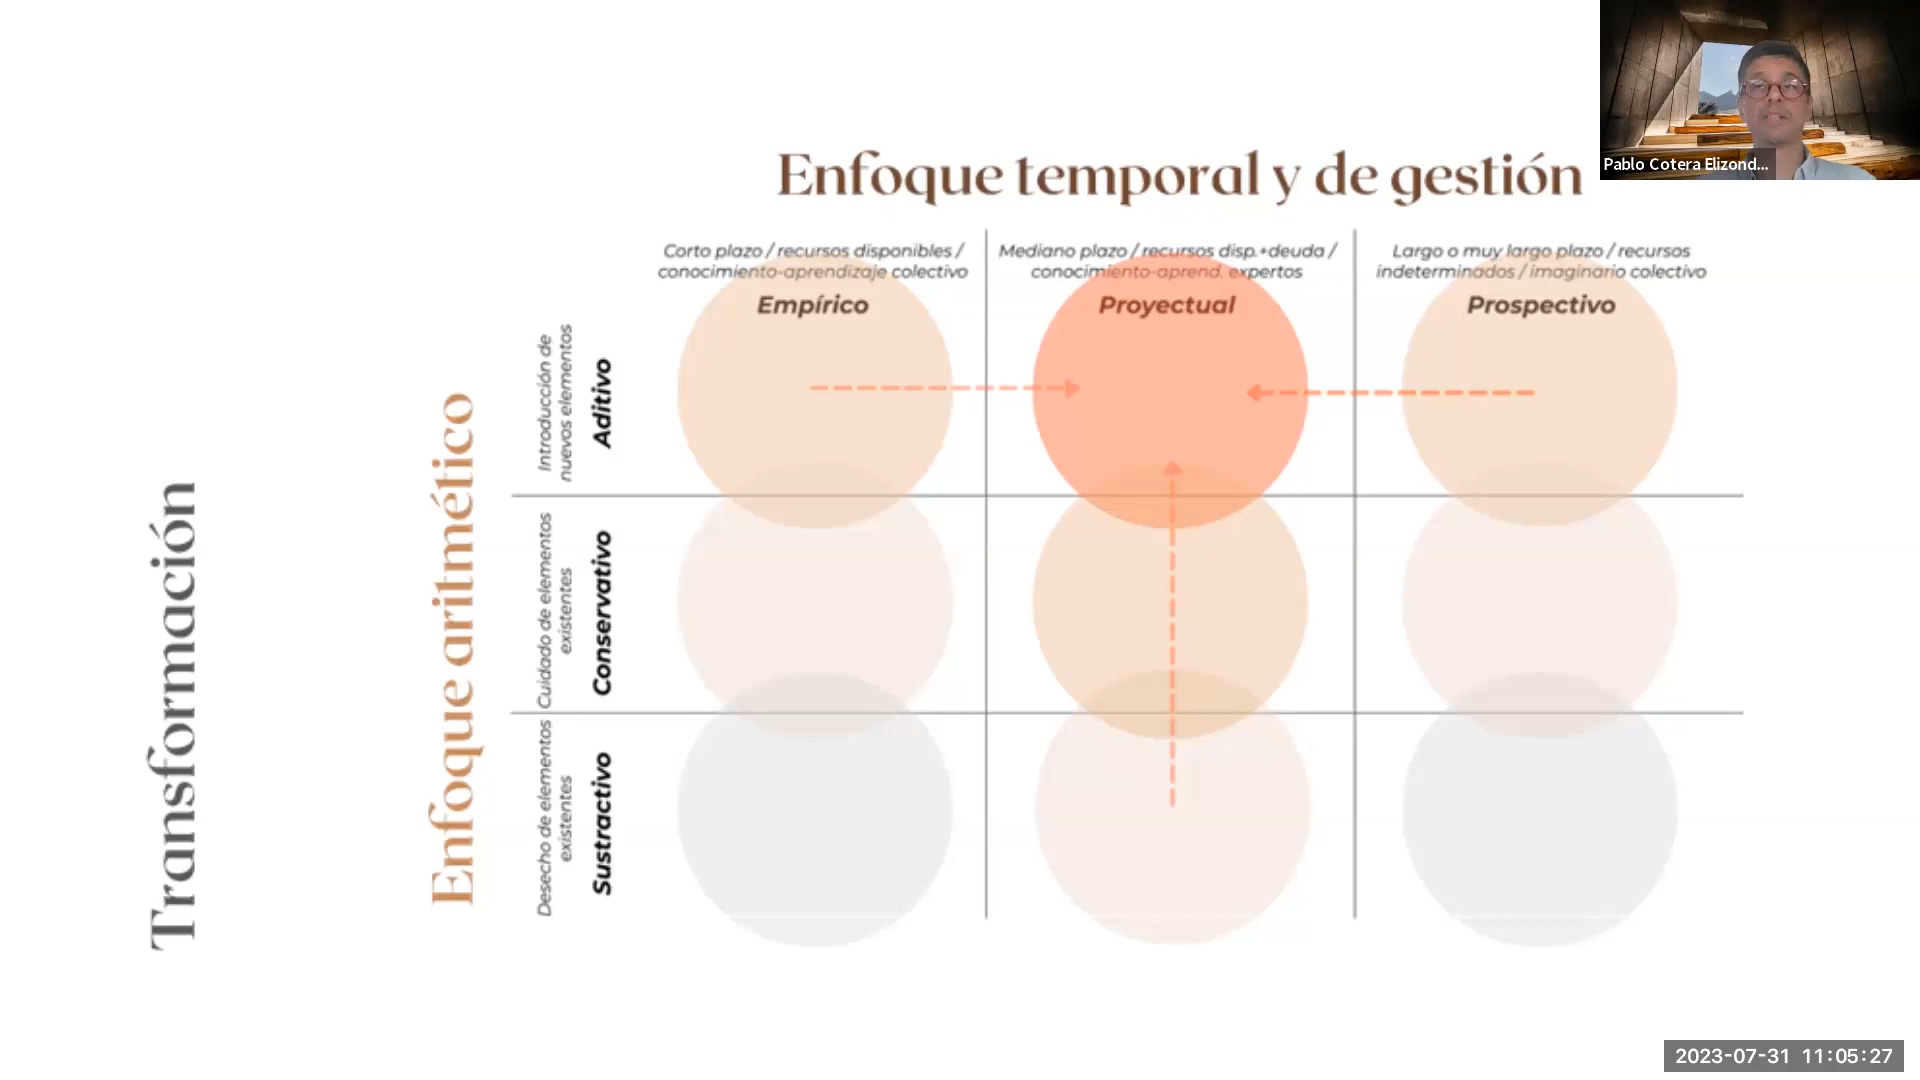 Pablo Cotera Elizond...
Enfoque temporal y de gestión
Corto plazo / recursos disponibles /
conocimiento-aprendizaje colectivo
Empírico
Mediano plazo / recursos disp.+deuda /
conocimiento-aprend. expertos
Proyectual
Largo o muy largo plazo / recursos
indeterminados / imaginario colectivo
Prospectivo
Transformación
Enfoque aritmético
Introducción de
nuevos elementos
Aditivo
Cuidado de elementos
existentes
Conservativo
Desecho de elementos
existentes
Sustractivo
2023-07-31 11:05:27